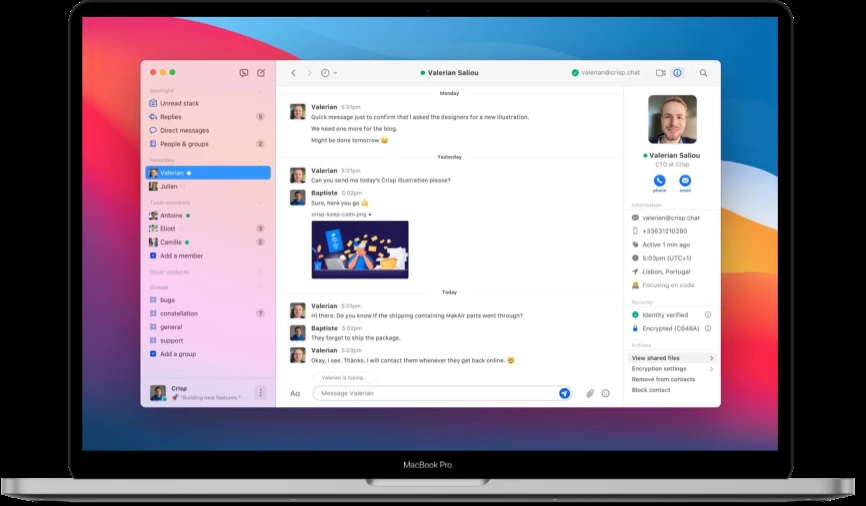 Spotlight
Unread stack
Replies 5
Direct messages
People & groups 2
Favorites
Valerian
Julien
Team members
Antoine
Eliott 3
Camille 2
Add a member
Other contacts
Groups
bugs
constellation 7
general
support
Add a group
Crisp
🚀 "Building new features."
Valerian Saliou
valerian@crisp.chat
Monday
Valerian 5:01pm
Quick message just to confirm that I asked the designers for a new illustration.
We need one more for the blog.
Might be done tomorrow 😄
Yesterday
Valerian 5:01pm
Can you send me today's Crisp illustration please?
Baptiste 5:02pm
Sure, here you go 👍
crisp-keep-calm.png
Today
Valerian 5:01pm
Hi there. Do you know if the shipping containing MakAir parts went through?
Baptiste 5:02pm
They forgot to ship the package.
Valerian 5:03pm
Okay, I see. Thanks. I will contact them whenever they get back online. 🤓
Valerian is typing...
Aa
Message Valerian
Valerian Saliou
CTO at Crisp
phone
email
Information
valerian@crisp.chat
+33631210280
Active 1 min ago
5:03pm (UTC+1)
Lisbon, Portugal
Focusing on code
Security
Identity verified
Encrypted (C648A)
Actions
View shared files
Encryption settings
Remove from contacts
Block contact
MacBook Pro